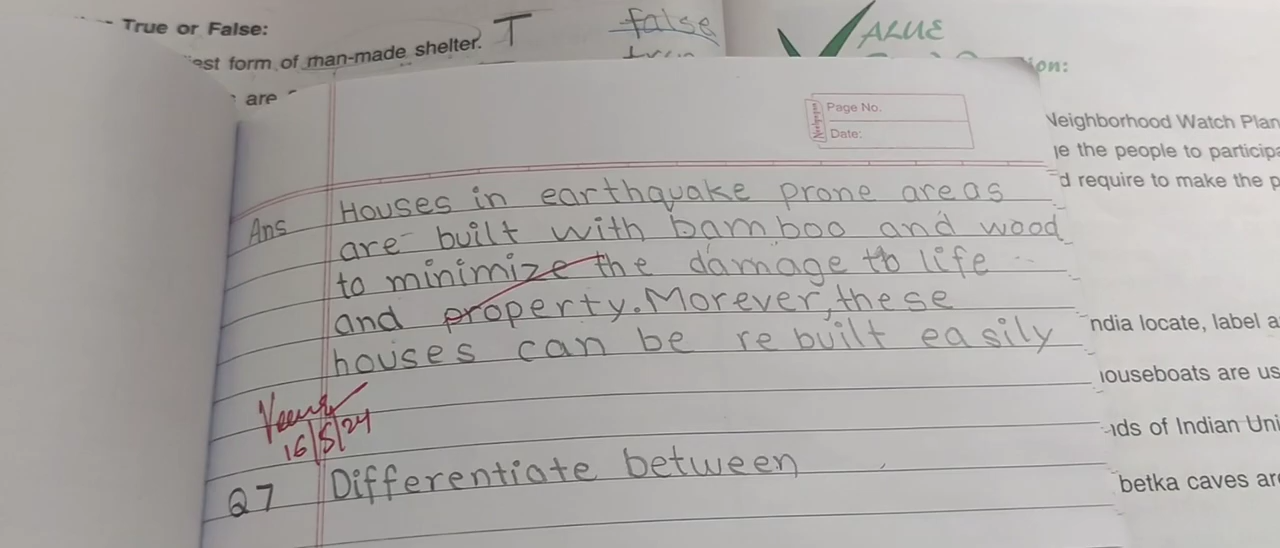 True or False:
est form of man-made shelter. T false
are
VALUE
on:
Neighborhood Watch Plan
e the people to particip
d require to make the p
Page No.
Neelgagan
Date:
Ans Houses in earthquake prone areas
are built with bamboo and wood
to minimize the damage to life
and property. Morever, these
houses can be re built easily
16/5/24
Q7 Differentiate between
ndia locate, label a
ouseboats are us
ds of Indian Uni
betka caves ar